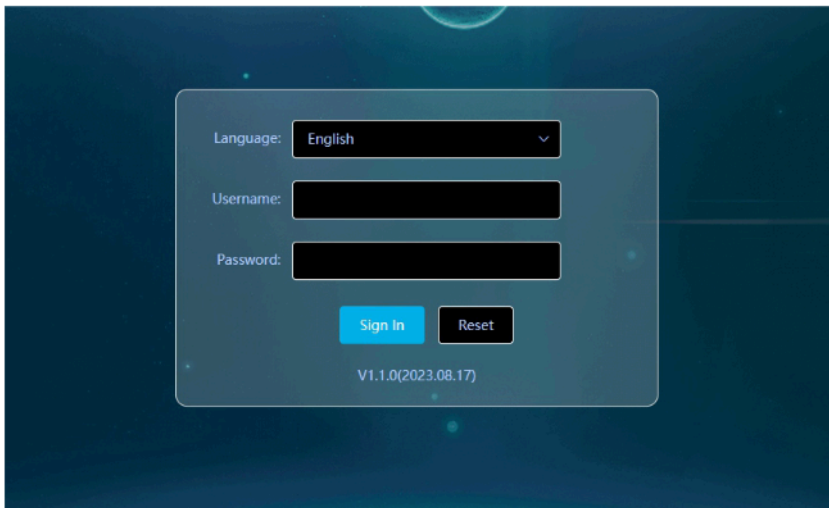 Language: English
Username:
Password:
Sign In Reset
V1.1.0(2023.08.17)